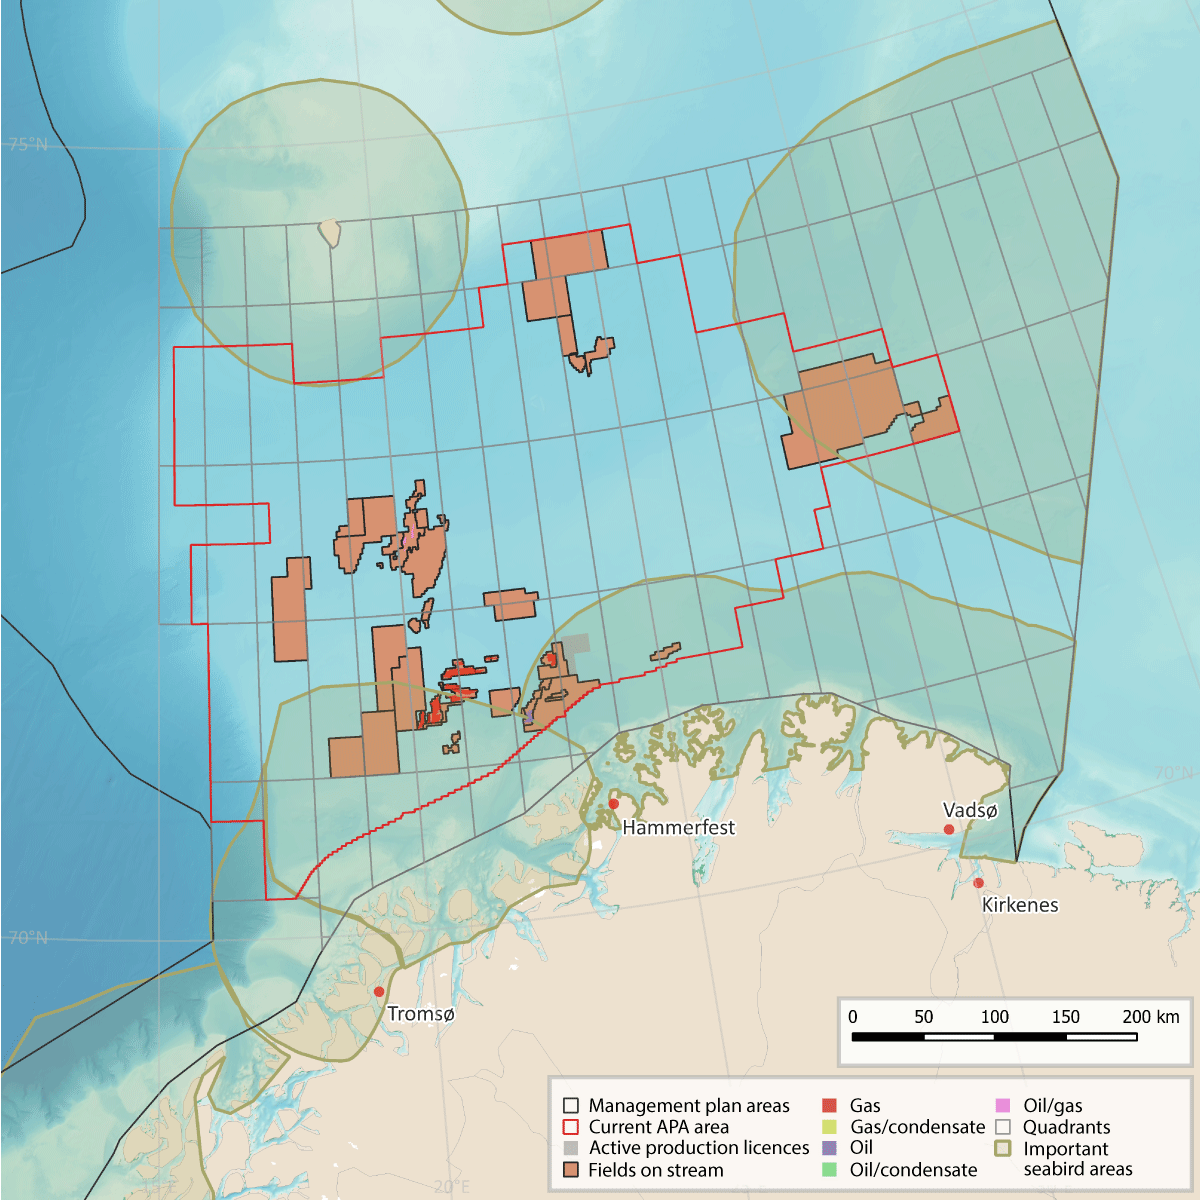 75°N
70°N
Hammerfest
Vadsø
Kirkenes
70°N
Tromsø
0 50 100 150 200 km
Management plan areas
Current APA area
Active production licences
Fields on stream
Gas
Gas/condensate
Oil
Oil/condensate
Oil/gas
Quadrants
Important
seabird areas
20°E